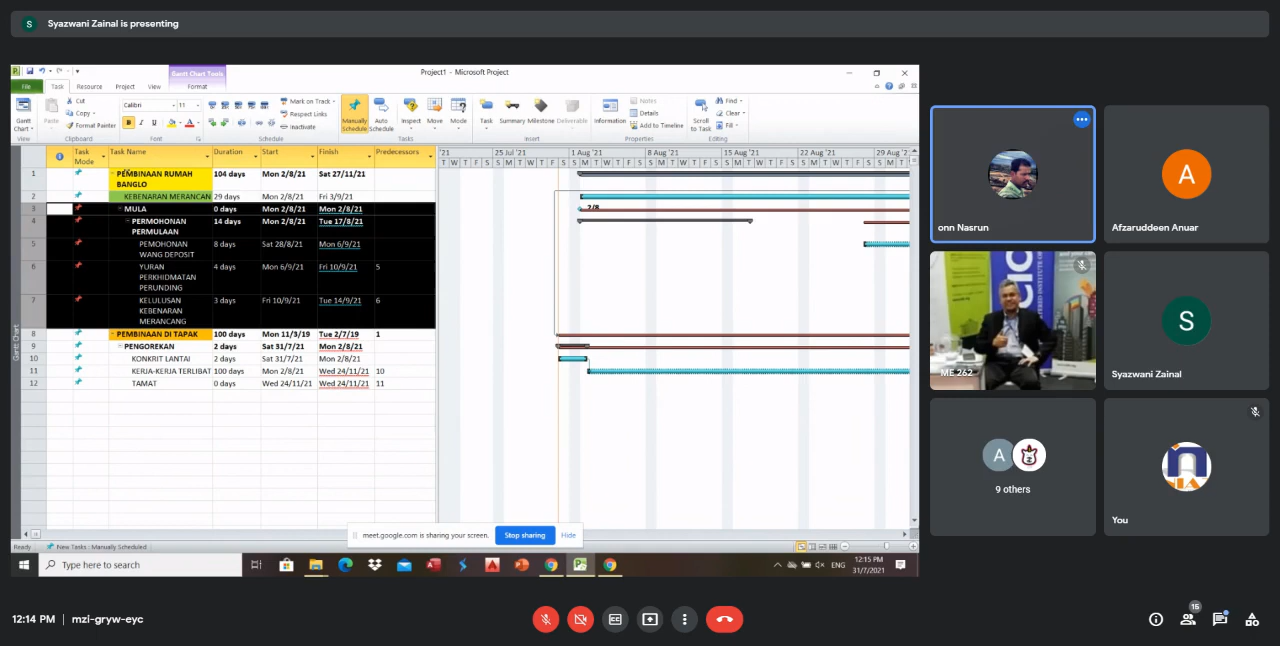 S Syazwani Zainal is presenting
Gantt Chart Tools
Project1 - Microsoft Project
File Task Resource Project View Format
Gantt Chart
Paste
Cut
Copy
Format Painter
Calibri 11
B I U A
Mark on Track
Respect Links
Inactivate
Manually Schedule
Auto Schedule
Inspect Move Mode
Task Summary Milestone Deliverable
Information
Notes
Details
Add to Timeline
Scroll to Task
Find
Clear
Fill
View Clipboard Font Schedule Tasks Insert Properties Editing
Task Mode Task Name Duration Start Finish Predecessors
'21 25 Jul '21 1 Aug '21 8 Aug '21 15 Aug '21 22 Aug '21 29 Aug '2
T W T F S S M T W T F S S M T W T F S S M T W T F S S M T W T F S S M T W T F S S M T
1 PEMBINAAN RUMAH BANGLO 104 days Mon 2/8/21 Sat 27/11/21
2 KEBENARAN MERANCAN 29 days Mon 2/8/21 Fri 3/9/21
3 MULA 0 days Mon 2/8/21 Mon 2/8/21
2/8
4 PERMOHONAN PERMULAAN 14 days Mon 2/8/21 Tue 17/8/21
5 PEMOHONAN WANG DEPOSIT 8 days Sat 28/8/21 Mon 6/9/21
6 YURAN PERKHIDMATAN PERUNDING 4 days Mon 6/9/21 Fri 10/9/21 5
7 KELULUSAN KEBENARAN MERANCANG 3 days Fri 10/9/21 Tue 14/9/21 6
8 PEMBINAAN DI TAPAK 100 days Mon 11/3/19 Tue 2/7/19 1
9 PENGOREKAN 2 days Sat 31/7/21 Mon 2/8/21
10 KONKRIT LANTAI 2 days Sat 31/7/21 Mon 2/8/21
11 KERJA-KERJA TERLIBAT 100 days Mon 2/8/21 Wed 24/11/21 10
12 TAMAT 0 days Wed 24/11/21 Wed 24/11/21 11
Gantt Chart
meet.google.com is sharing your screen. Stop sharing Hide
Ready New Tasks : Manually Scheduled
Type here to search
ENG
12:15 PM
31/7/2021
onn Nasrun
A
Afzaruddeen Anuar
ME 262
S
Syazwani Zainal
A
9 others
You
12:14 PM | mzi-gryw-eyc
15